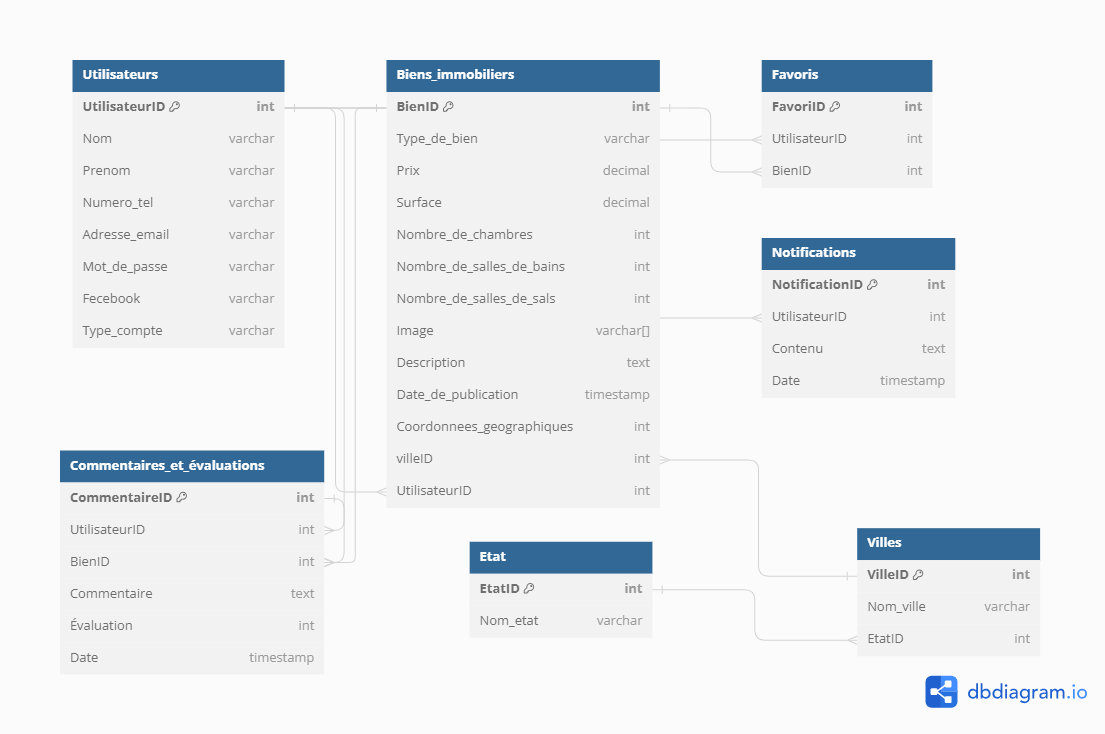 Utilisateurs
UtilisateurID int
Nom varchar
Prenom varchar
Numero_tel varchar
Adresse_email varchar
Mot_de_passe varchar
Fecebook varchar
Type_compte varchar
Biens_immobiliers
BienID int
Type_de_bien varchar
Prix decimal
Surface decimal
Nombre_de_chambres int
Nombre_de_salles_de_bains int
Nombre_de_salles_de_sals int
Image varchar[]
Description text
Date_de_publication timestamp
Coordonnees_geographiques int
villeID int
UtilisateurID int
Favoris
FavoriID int
UtilisateurID int
BienID int
Notifications
NotificationID int
UtilisateurID int
Contenu text
Date timestamp
Commentaires_et_évaluations
CommentaireID int
UtilisateurID int
BienID int
Commentaire text
Évaluation int
Date timestamp
Etat
EtatID int
Nom_etat varchar
Villes
VilleID int
Nom_ville varchar
EtatID int
dbdiagram.io